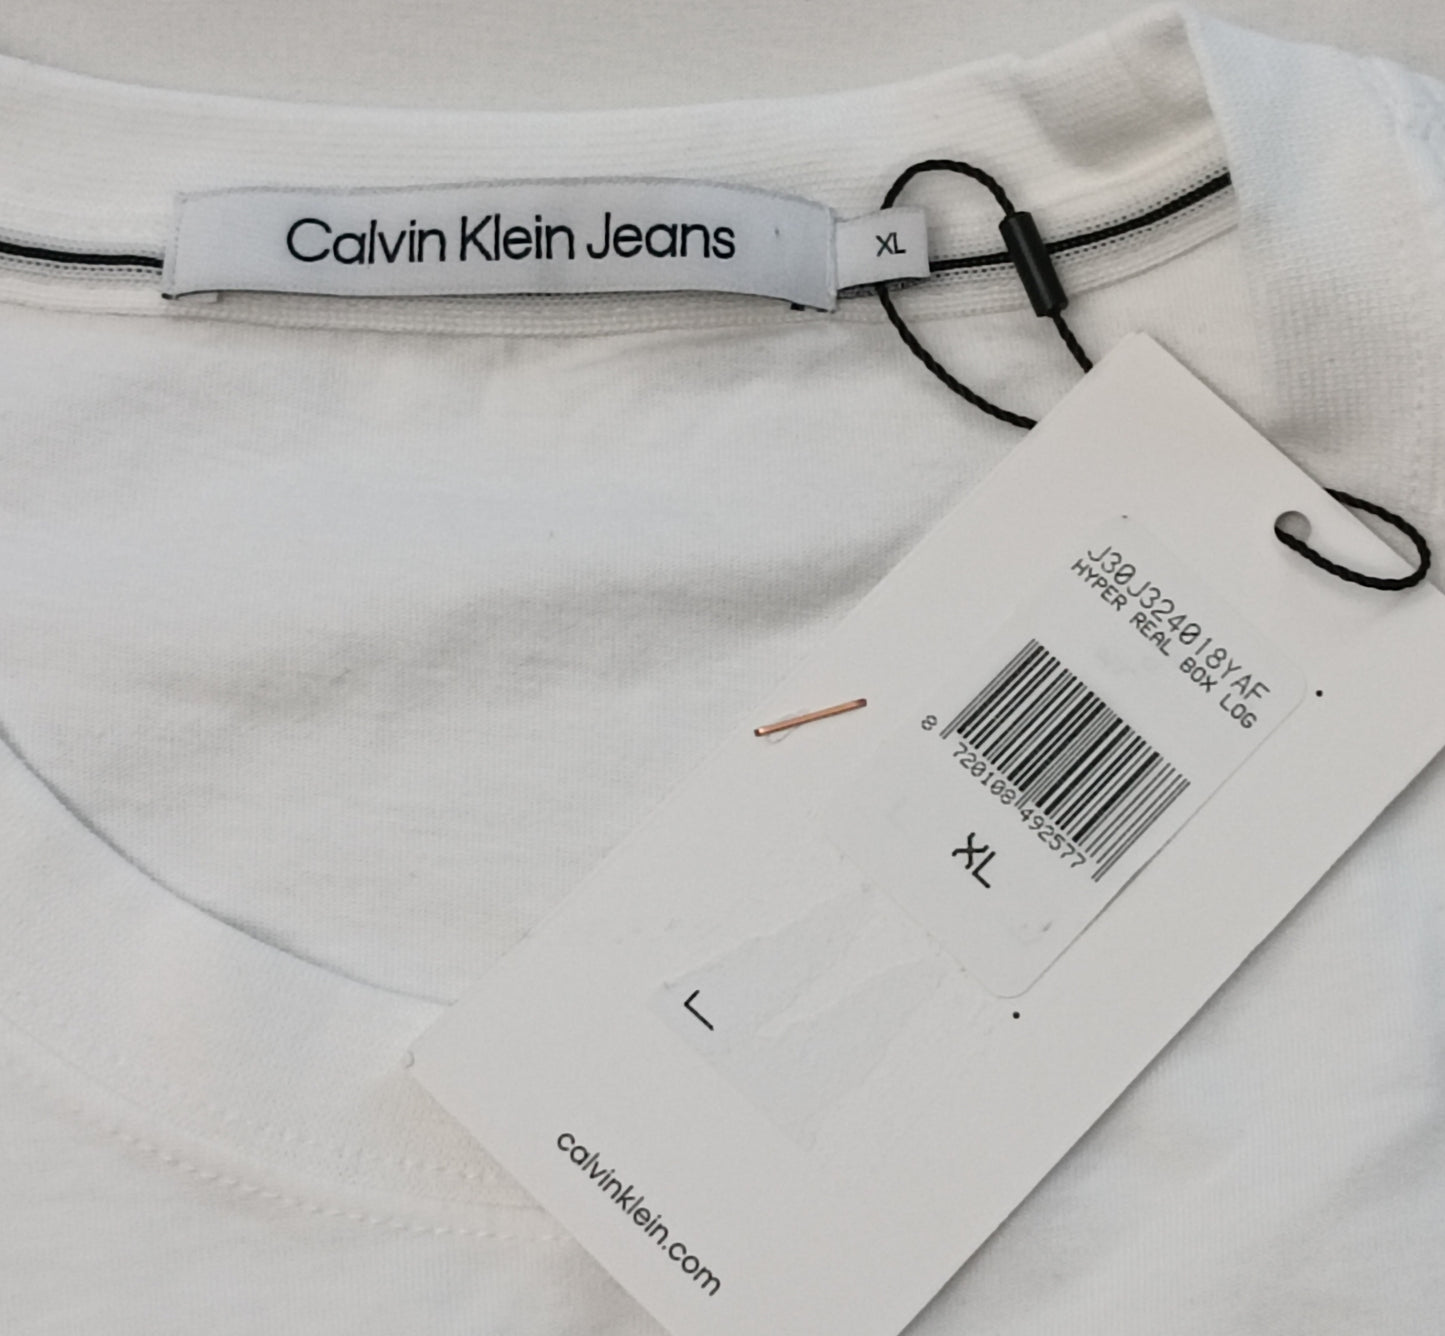 Calvin Klein Jeans
XL
J30J324018YAF
HYPER REAL BOX LOG
8 720108 492577
XL
L
calvinklein.com